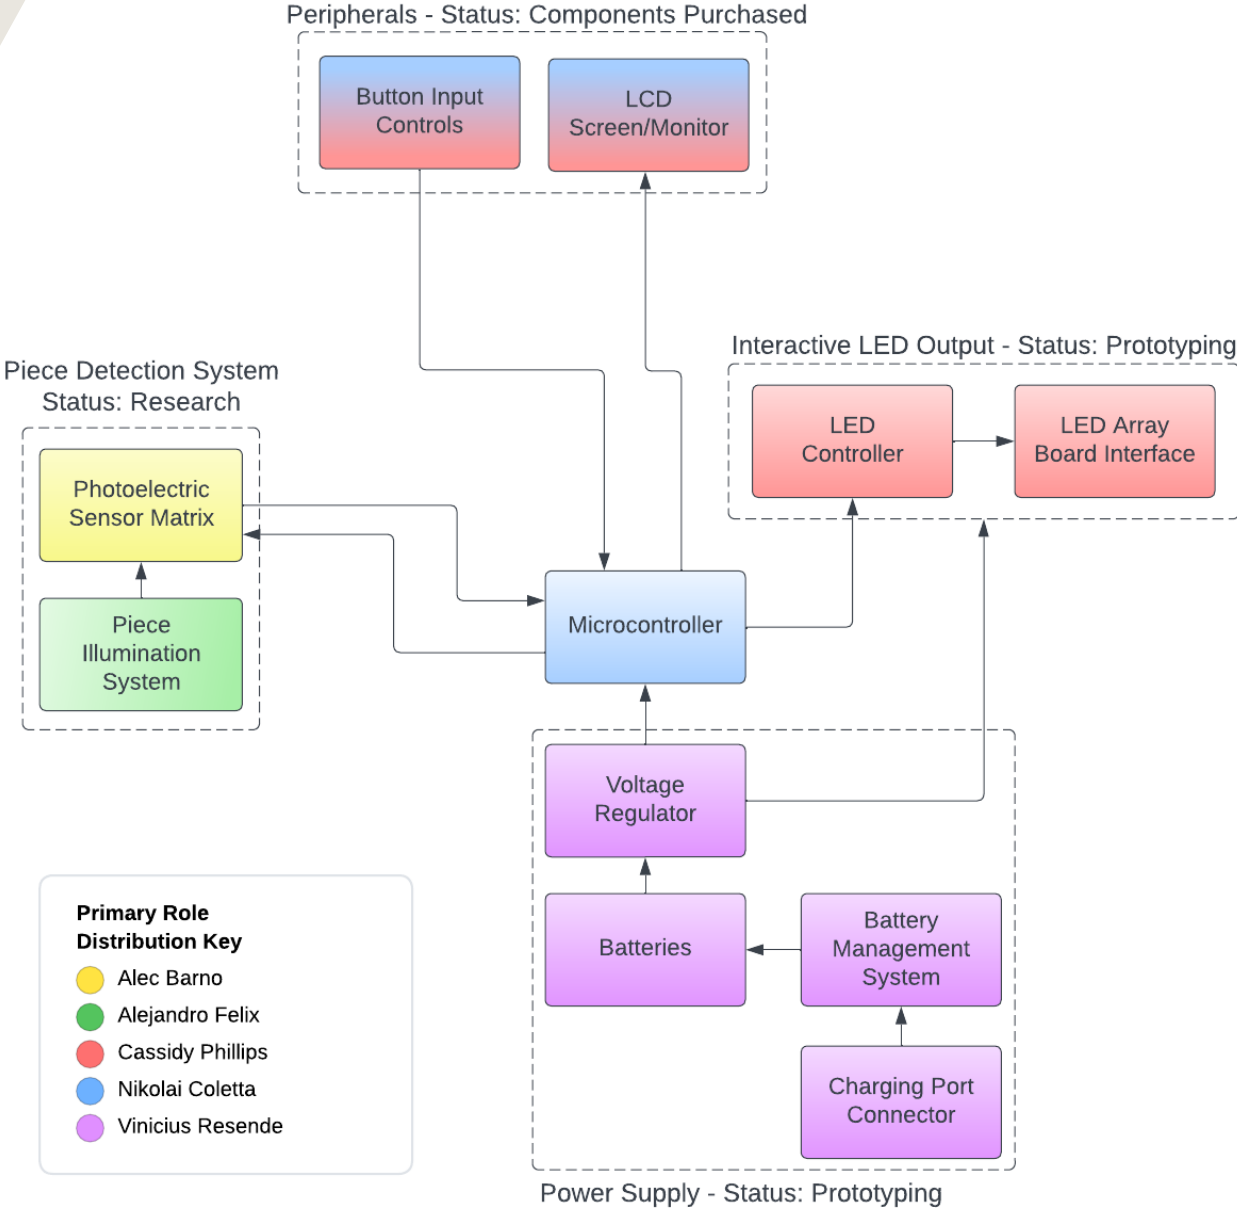 Peripherals - Status: Components Purchased
Button Input
Controls
LCD
Screen/Monitor
Interactive LED Output - Status: Prototyping
LED
Controller
LED Array
Board Interface
Piece Detection System
Status: Research
Photoelectric
Sensor Matrix
Piece
Illumination
System
Microcontroller
Voltage
Regulator
Batteries
Battery
Management
System
Charging Port
Connector
Power Supply - Status: Prototyping
Primary Role
Distribution Key
Alec Barno
Alejandro Felix
Cassidy Phillips
Nikolai Coletta
Vinicius Resende